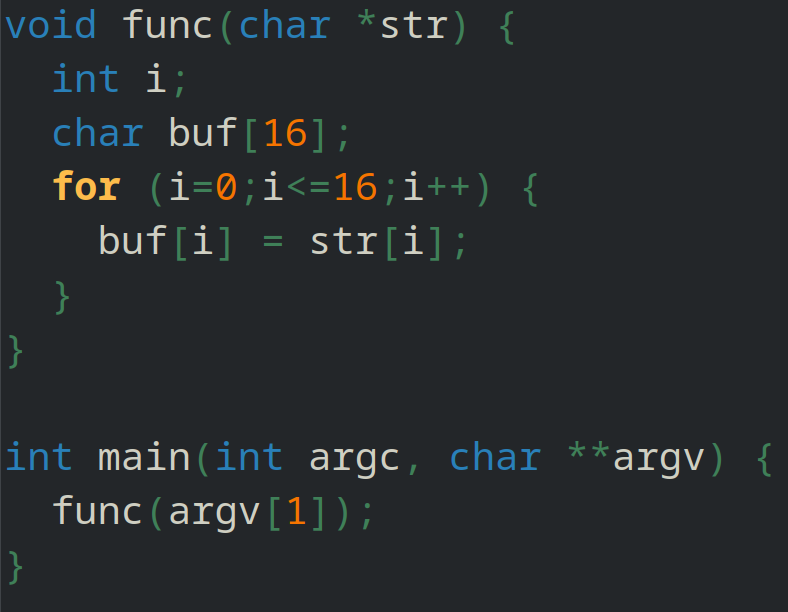 void func(char *str) {
  int i;
  char buf[16];
  for (i=0;i<=16;i++) {
    buf[i] = str[i];
  }
}

int main(int argc, char **argv) {
  func(argv[1]);
}